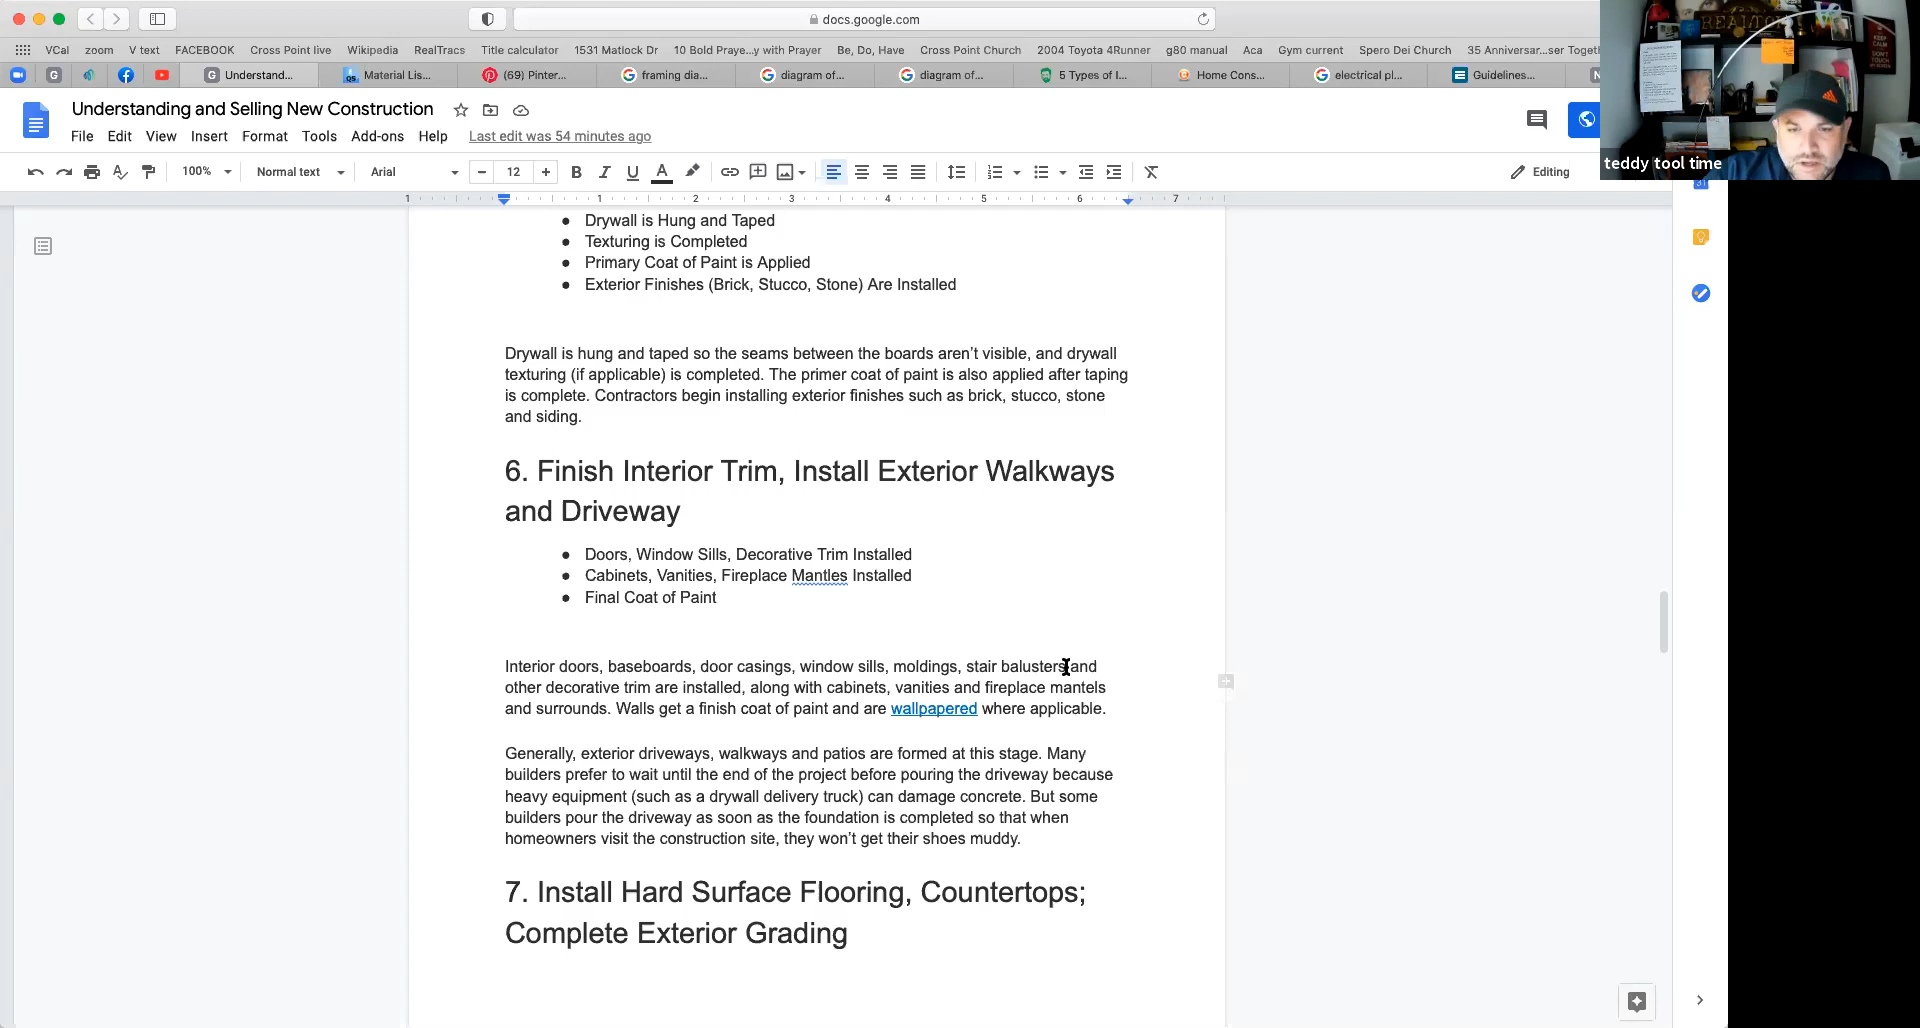 docs.google.com
VCal zoom V text FACEBOOK Cross Point live Wikipedia RealTracs Title calculator 1531 Matlock Dr 10 Bold Praye...y with Prayer Be, Do, Have Cross Point Church 2004 Toyota 4Runner g80 manual Aca Gym current Spero Dei Church 35 Anniversar...ser Togeth
Understand... Material Lis... (69) Pinter... framing dia... diagram of... diagram of... 5 Types of I... Home Cons... electrical pl... Guidelines...
REALTOR
KEEP CALM
DON'T TOUCH
Understanding and Selling New Construction
File Edit View Insert Format Tools Add-ons Help Last edit was 54 minutes ago
teddy tool time
100% Normal text Arial 12 B I U A Editing
1 1 2 3 4 5 6 7
31
● Drywall is Hung and Taped
● Texturing is Completed
● Primary Coat of Paint is Applied
● Exterior Finishes (Brick, Stucco, Stone) Are Installed
Drywall is hung and taped so the seams between the boards aren’t visible, and drywall
texturing (if applicable) is completed. The primer coat of paint is also applied after taping
is complete. Contractors begin installing exterior finishes such as brick, stucco, stone
and siding.
6. Finish Interior Trim, Install Exterior Walkways
and Driveway
● Doors, Window Sills, Decorative Trim Installed
● Cabinets, Vanities, Fireplace Mantles Installed
● Final Coat of Paint
Interior doors, baseboards, door casings, window sills, moldings, stair balusters and
other decorative trim are installed, along with cabinets, vanities and fireplace mantels
and surrounds. Walls get a finish coat of paint and are wallpapered where applicable.
Generally, exterior driveways, walkways and patios are formed at this stage. Many
builders prefer to wait until the end of the project before pouring the driveway because
heavy equipment (such as a drywall delivery truck) can damage concrete. But some
builders pour the driveway as soon as the foundation is completed so that when
homeowners visit the construction site, they won’t get their shoes muddy.
7. Install Hard Surface Flooring, Countertops;
Complete Exterior Grading